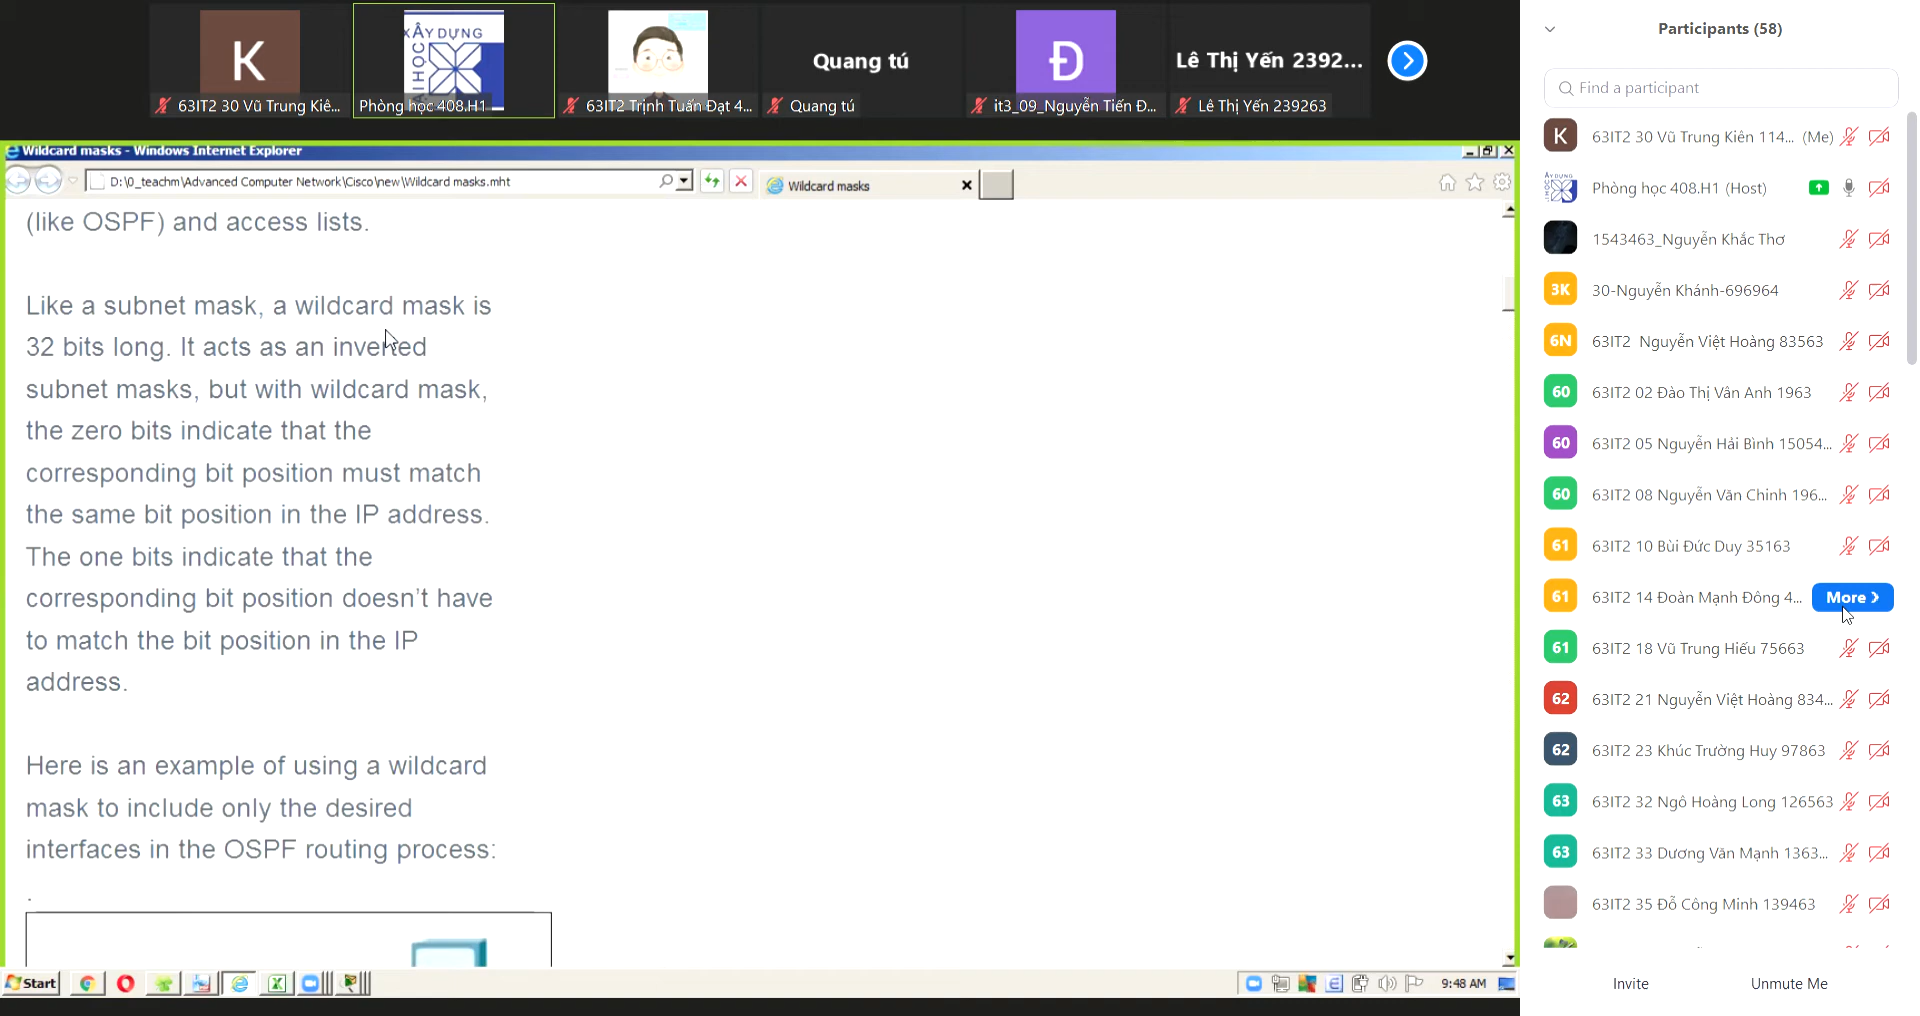 K
XÂY DỰNG
Đ
Quang tú
Lê Thị Yến 2392...
63IT2 30 Vũ Trung Kiê...
Phòng học 408.H1
63IT2 Trịnh Tuấn Đạt 4...
Quang tú
it3_09_Nguyễn Tiến Đ...
Lê Thị Yến 239263
Wildcard masks - Windows Internet Explorer
D:\0_teachm\Advanced Computer Network\Cisco\new\Wildcard masks.mht
Wildcard masks
(like OSPF) and access lists.
Like a subnet mask, a wildcard mask is
32 bits long. It acts as an inverted
subnet masks, but with wildcard mask,
the zero bits indicate that the
corresponding bit position must match
the same bit position in the IP address.
The one bits indicate that the
corresponding bit position doesn't have
to match the bit position in the IP
address.
Here is an example of using a wildcard
mask to include only the desired
interfaces in the OSPF routing process:
.
Start
9:48 AM
Participants (58)
Find a participant
K 63IT2 30 Vũ Trung Kiên 114... (Me)
Phòng học 408.H1 (Host)
1543463_Nguyễn Khắc Thơ
3K 30-Nguyễn Khánh-696964
6N 63IT2 Nguyễn Việt Hoàng 83563
60 63IT2 02 Đào Thị Vân Anh 1963
60 63IT2 05 Nguyễn Hải Bình 15054...
60 63IT2 08 Nguyễn Văn Chinh 196...
61 63IT2 10 Bùi Đức Duy 35163
61 63IT2 14 Đoàn Mạnh Đông 4... More
61 63IT2 18 Vũ Trung Hiếu 75663
62 63IT2 21 Nguyễn Việt Hoàng 834...
62 63IT2 23 Khúc Trường Huy 97863
63 63IT2 32 Ngô Hoàng Long 126563
63 63IT2 33 Dương Văn Mạnh 1363...
63IT2 35 Đỗ Công Minh 139463
Invite
Unmute Me